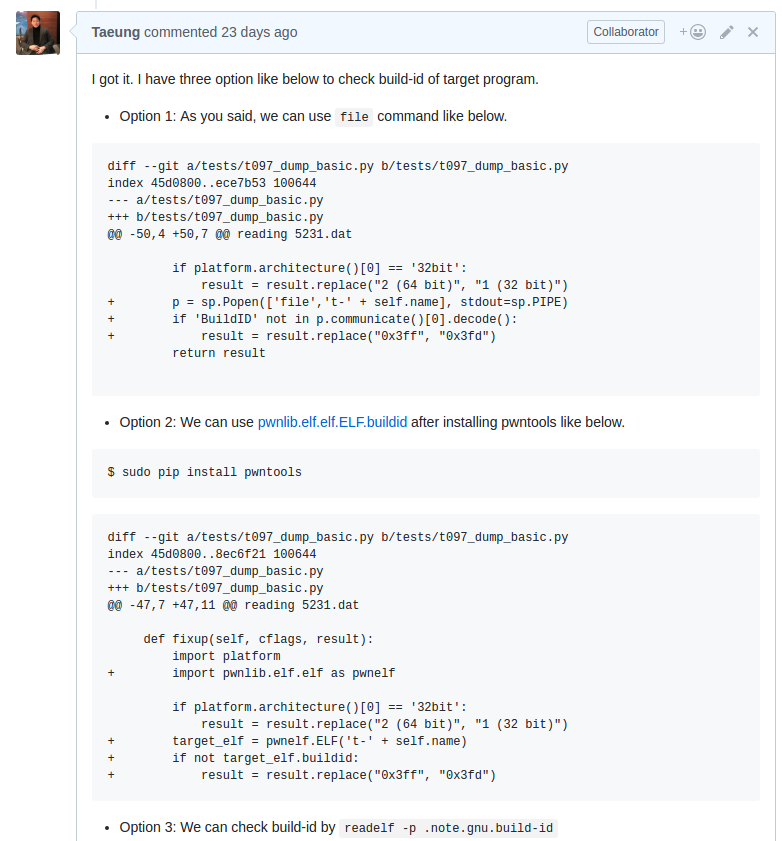 Taeung commented 23 days ago
Collaborator
+
I got it. I have three option like below to check build-id of target program.
• Option 1: As you said, we can use file command like below.
diff --git a/tests/t097_dump_basic.py b/tests/t097_dump_basic.py
index 45d0800..ece7b53 100644
--- a/tests/t097_dump_basic.py
+++ b/tests/t097_dump_basic.py
@@ -50,4 +50,7 @@ reading 5231.dat
         if platform.architecture()[0] == '32bit':
             result = result.replace("2 (64 bit)", "1 (32 bit)")
+        p = sp.Popen(['file','t-' + self.name], stdout=sp.PIPE)
+        if 'BuildID' not in p.communicate()[0].decode():
+            result = result.replace("0x3ff", "0x3fd")
         return result
• Option 2: We can use pwnlib.elf.elf.ELF.buildid after installing pwntools like below.
$ sudo pip install pwntools
diff --git a/tests/t097_dump_basic.py b/tests/t097_dump_basic.py
index 45d0800..8ec6f21 100644
--- a/tests/t097_dump_basic.py
+++ b/tests/t097_dump_basic.py
@@ -47,7 +47,11 @@ reading 5231.dat
     def fixup(self, cflags, result):
         import platform
+        import pwnlib.elf.elf as pwnelf
         if platform.architecture()[0] == '32bit':
             result = result.replace("2 (64 bit)", "1 (32 bit)")
+        target_elf = pwnelf.ELF('t-' + self.name)
+        if not target_elf.buildid:
+            result = result.replace("0x3ff", "0x3fd")
• Option 3: We can check build-id by readelf -p .note.gnu.build-id